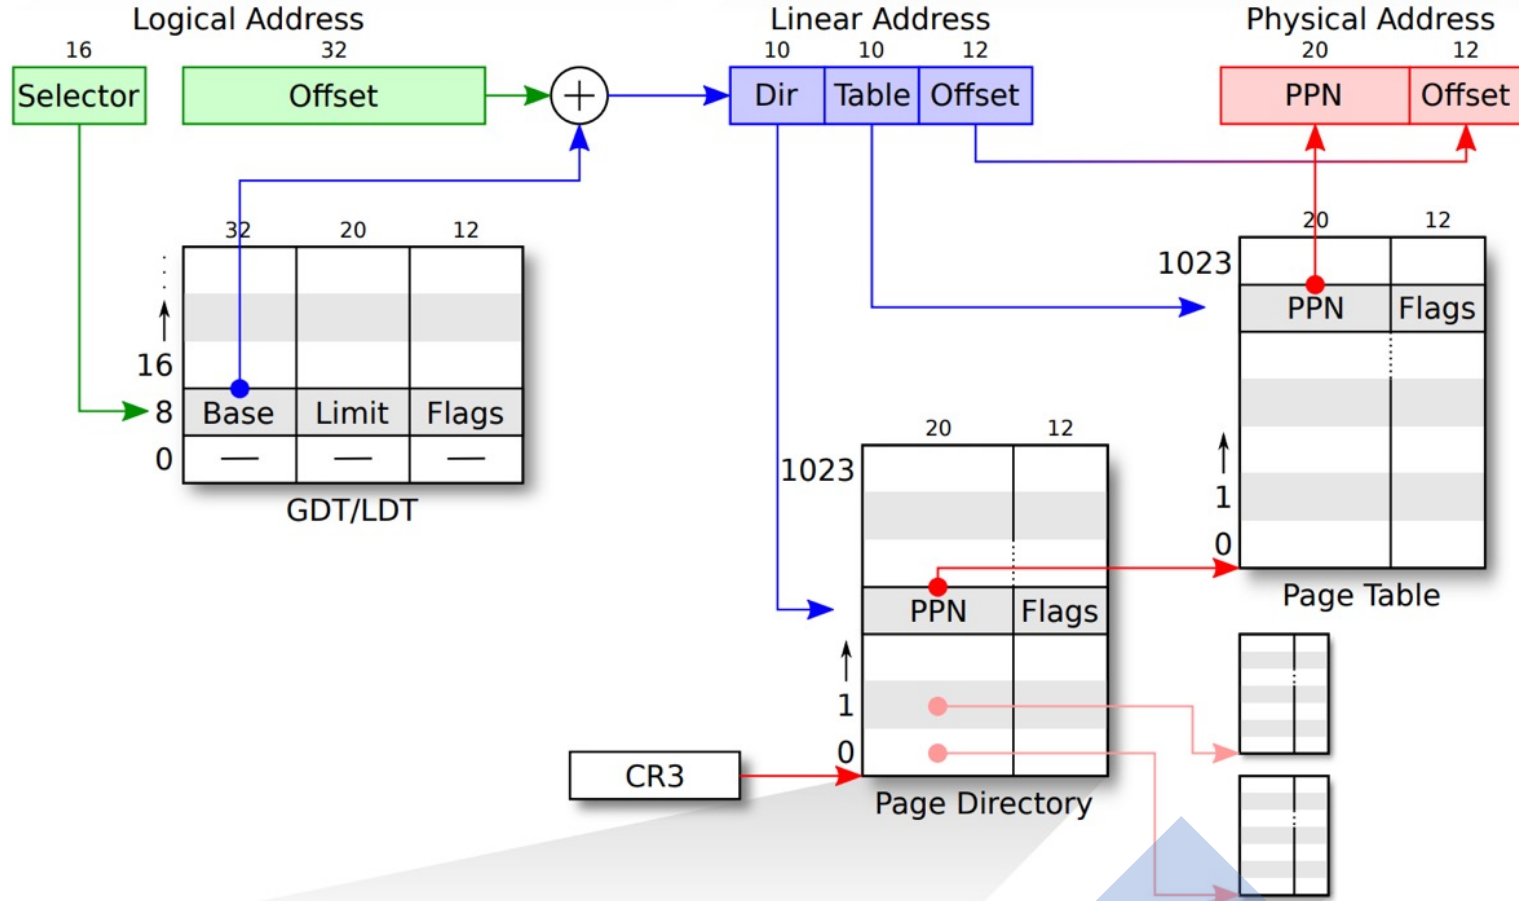 Logical Address
Linear Address
Physical Address
16
32
10
10
12
20
12
Selector
Offset
+
Dir
Table
Offset
PPN
Offset
32
20
12
16
8
0
Base
Limit
Flags
—
—
—
GDT/LDT
20
12
1023
PPN
Flags
1
0
Page Table
20
12
1023
PPN
Flags
1
0
Page Directory
CR3